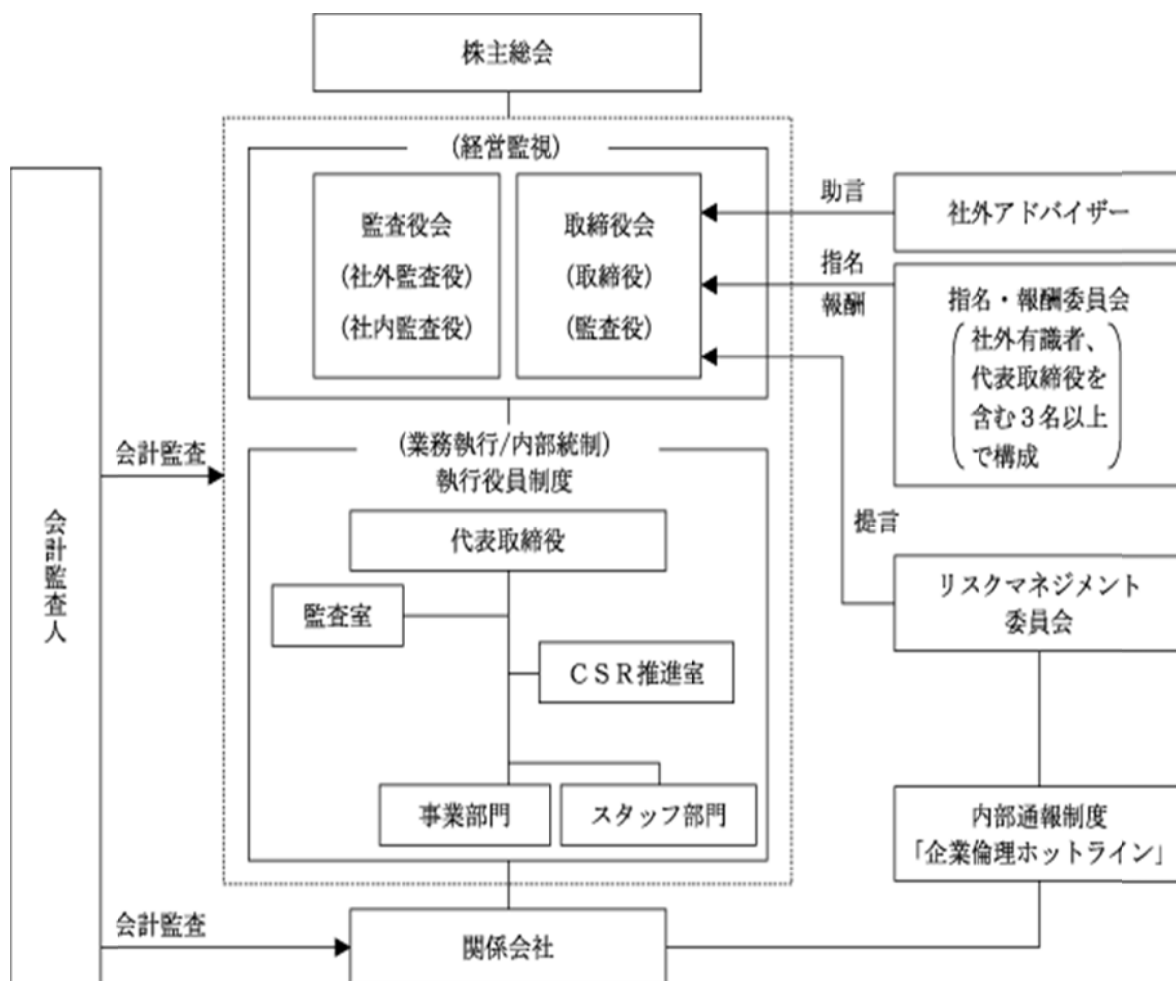 株主総会
(経営監視)
監査役会
(社外監査役)
(社内監査役)
取締役会
(取締役)
(監査役)
助言
指名
報酬
社外アドバイザー
指名・報酬委員会
社外有識者、
代表取締役を
含む3名以上
で構成
会計監査
会計監査人
(業務執行/内部統制)
執行役員制度
代表取締役
監査室
CSR推進室
事業部門
スタッフ部門
提言
リスクマネジメント
委員会
内部通報制度
「企業倫理ホットライン」
会計監査
関係会社